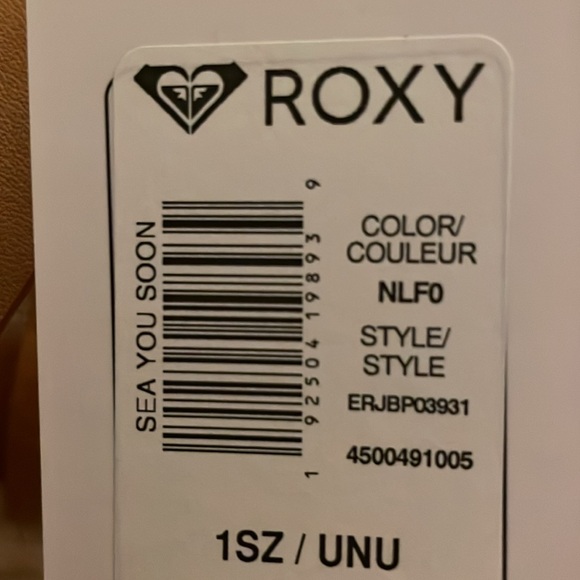 ROXY
SEA YOU SOON
1 92504 19893 9
COLOR/
COULEUR
NLF0
STYLE/
STYLE
ERJBP03931
4500491005
1SZ / UNU